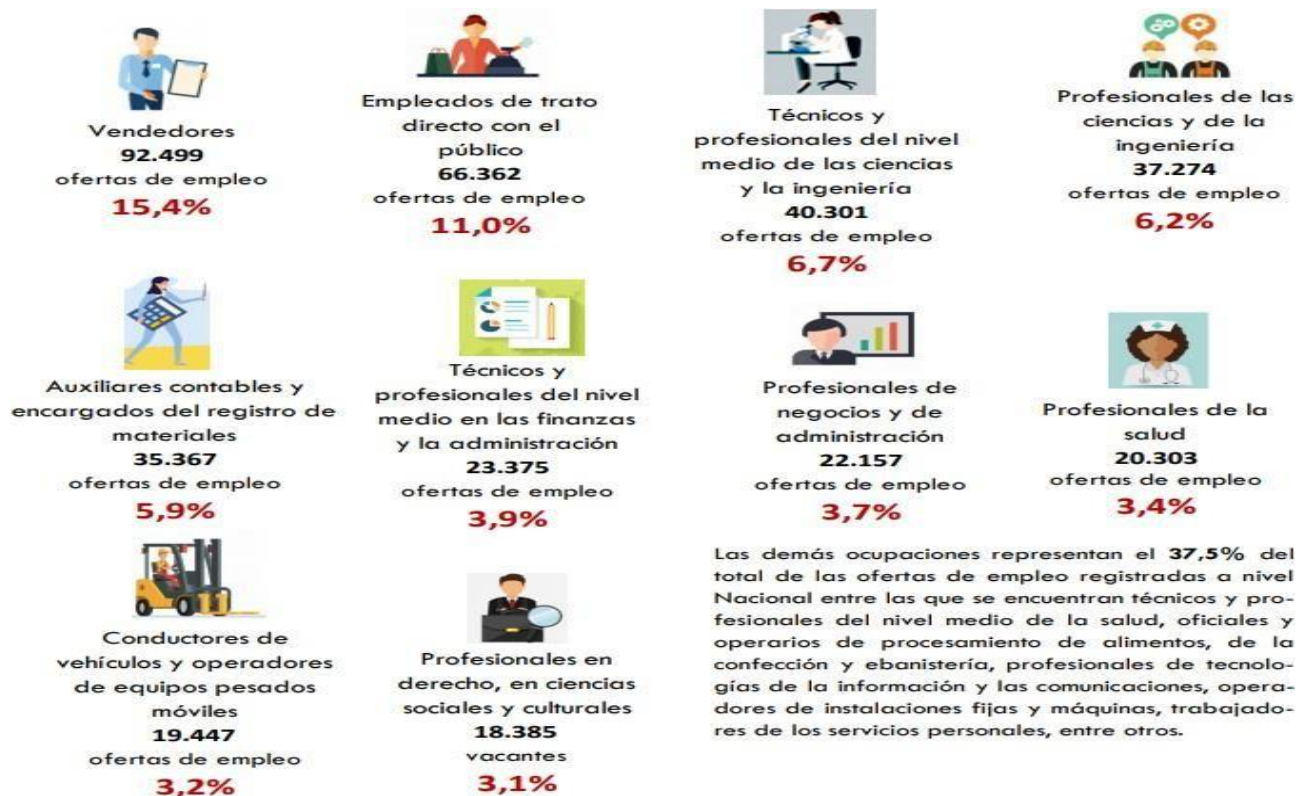 Vendedores
92.499
ofertas de empleo
15,4%
Empleados de trato
directo con el
público
66.362
ofertas de empleo
11,0%
Técnicos y
profesionales del nivel
medio de las ciencias
y la ingeniería
40.301
ofertas de empleo
6,7%
Profesionales de las
ciencias y de la
ingeniería
37.274
ofertas de empleo
6,2%
Auxiliares contables y
encargados del registro de
materiales
35.367
ofertas de empleo
5,9%
Técnicos y
profesionales del nivel
medio en las finanzas
y la administración
23.375
ofertas de empleo
3,9%
Profesionales de
negocios y de
administración
22.157
ofertas de empleo
3,7%
Profesionales de la
salud
20.303
ofertas de empleo
3,4%
Conductores de
vehículos y operadores
de equipos pesados
móviles
19.447
ofertas de empleo
3,2%
Profesionales en
derecho, en ciencias
sociales y culturales
18.385
vacantes
3,1%
Las demás ocupaciones representan el 37,5% del
total de las ofertas de empleo registradas a nivel
Nacional entre las que se encuentran técnicos y pro-
fesionales del nivel medio de la salud, oficiales y
operarios de procesamiento de alimentos, de la
confección y ebanistería, profesionales de tecnolo-
gías de la información y las comunicaciones, opera-
dores de instalaciones fijas y máquinas, trabajado-
res de los servicios personales, entre otros.